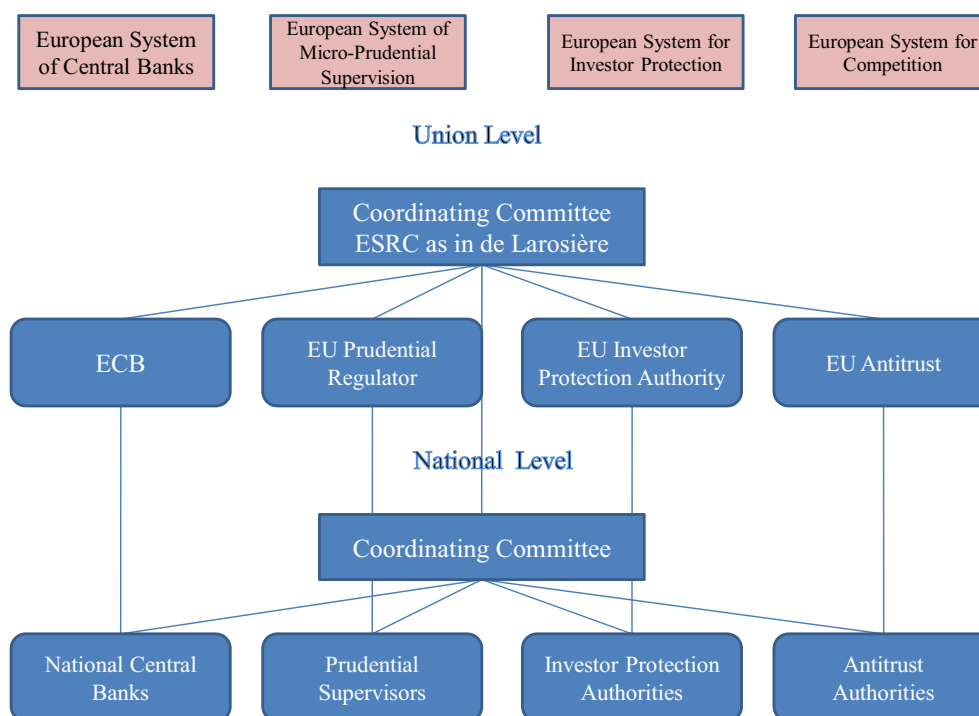 European System
of Central Banks
European System of
Micro-Prudential
Supervision
European System for
Investor Protection
European System for
Competition
Union Level
Coordinating Committee
ESRC as in de Larosière
ECB
EU Prudential
Regulator
EU Investor
Protection Authority
EU Antitrust
National Level
Coordinating Committee
National Central
Banks
Prudential
Supervisors
Investor Protection
Authorities
Antitrust
Authorities